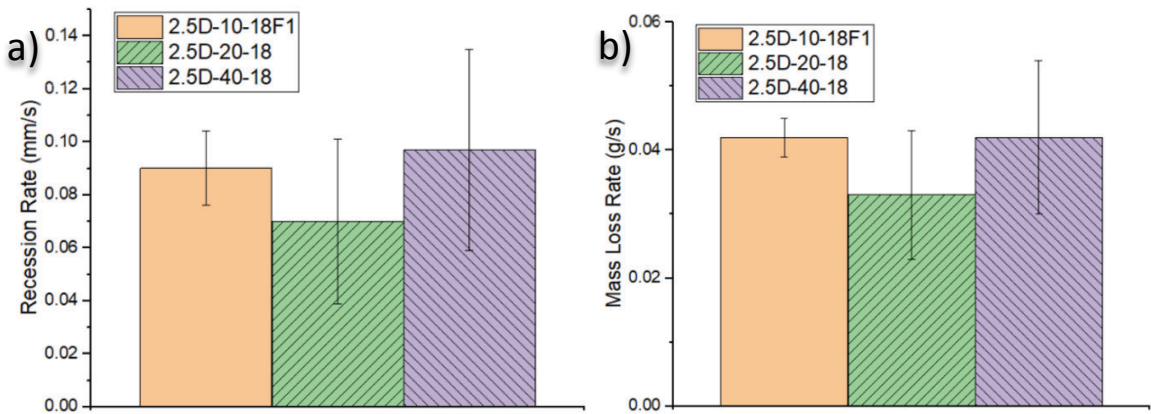 a)
2.5D-10-18F1
2.5D-20-18
2.5D-40-18
Recession Rate (mm/s)
0.14
0.12
0.10
0.08
0.06
0.04
0.02
0.00
b)
2.5D-10-18F1
2.5D-20-18
2.5D-40-18
Mass Loss Rate (g/s)
0.06
0.04
0.02
0.00